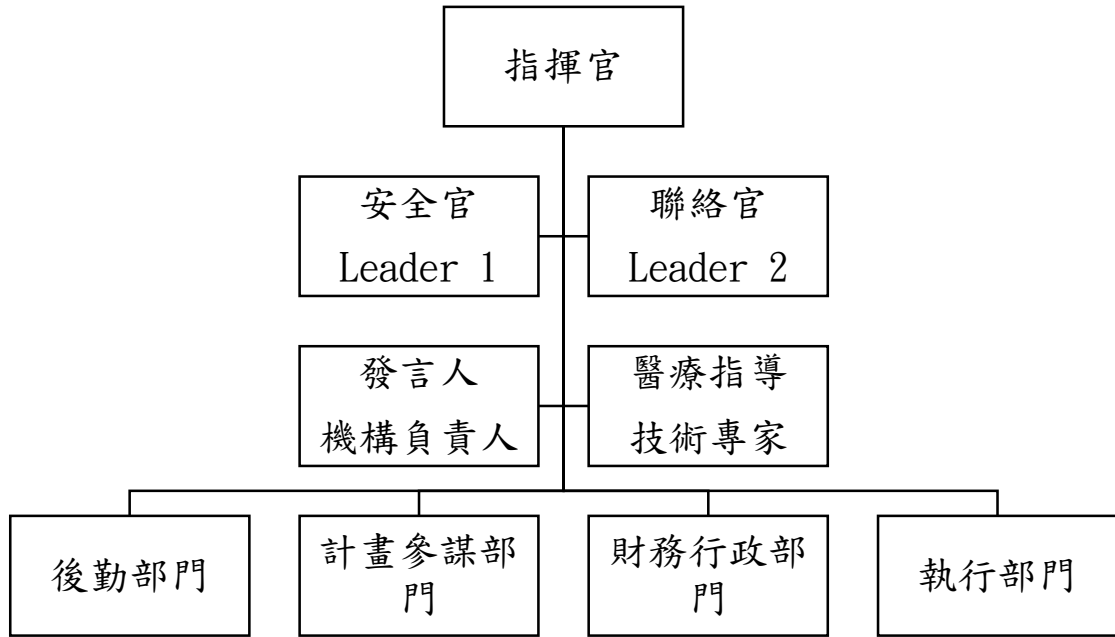 指揮官
安全官
Leader 1
聯絡官
Leader 2
發言人
機構負責人
醫療指導
技術專家
後勤部門
計畫參謀部
門
財務行政部
門
執行部門